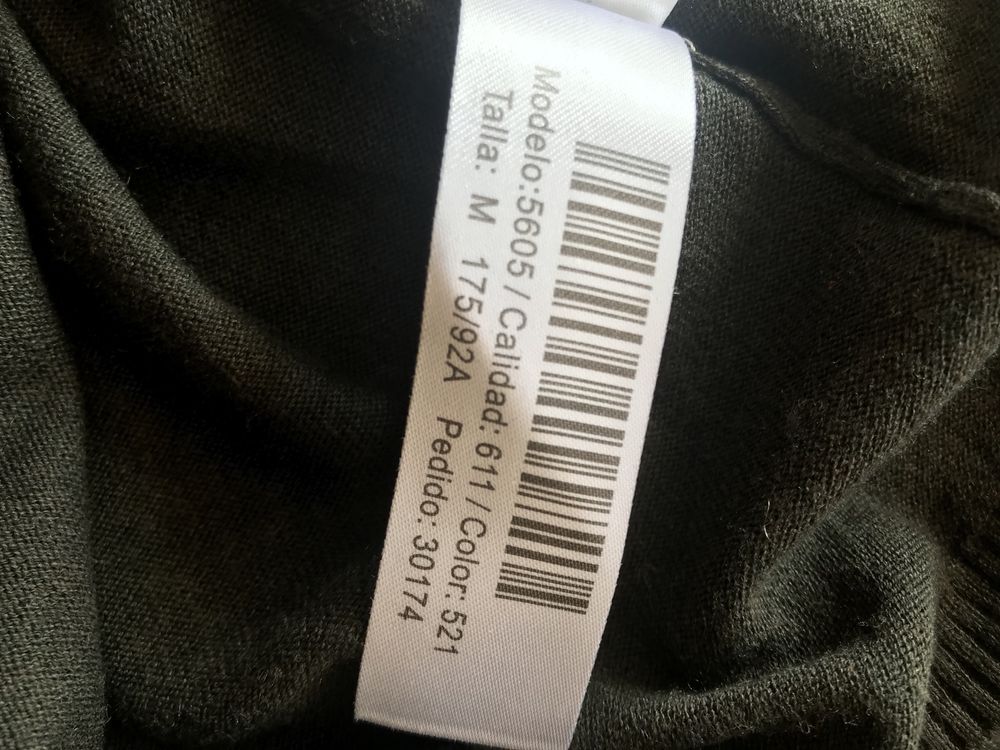 Modelo:5605 / Calidad:611 / Color:521
Talla: M 175/92A Pedido:30174